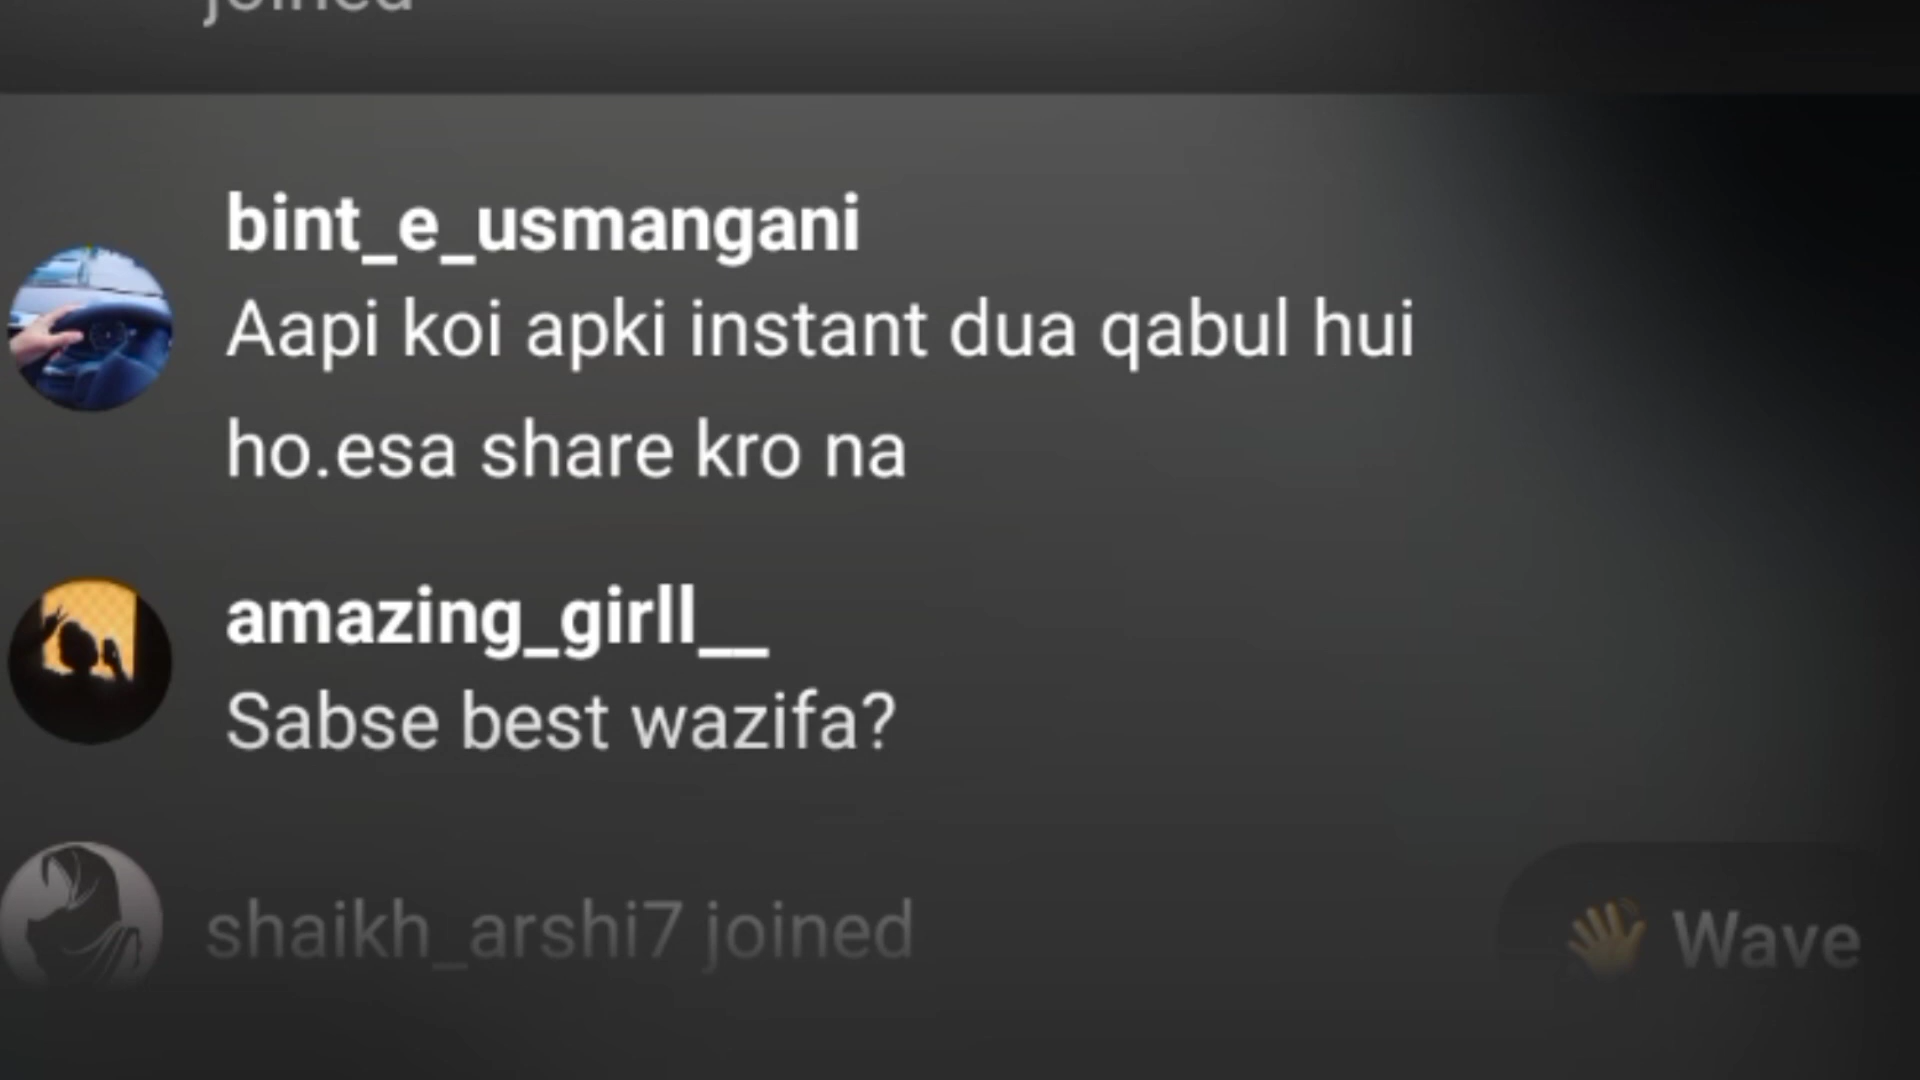 joined
bint_e_usmangani
Aapi koi apki instant dua qabul hui
ho.esa share kro na
amazing_girll__
Sabse best wazifa?
shaikh_arshi7 joined
👋 Wave